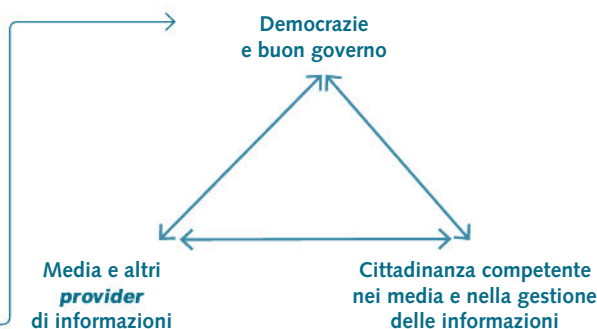 Democrazie
e buon governo
Media e altri
provider
di informazioni
Cittadinanza competente
nei media e nella gestione
delle informazioni